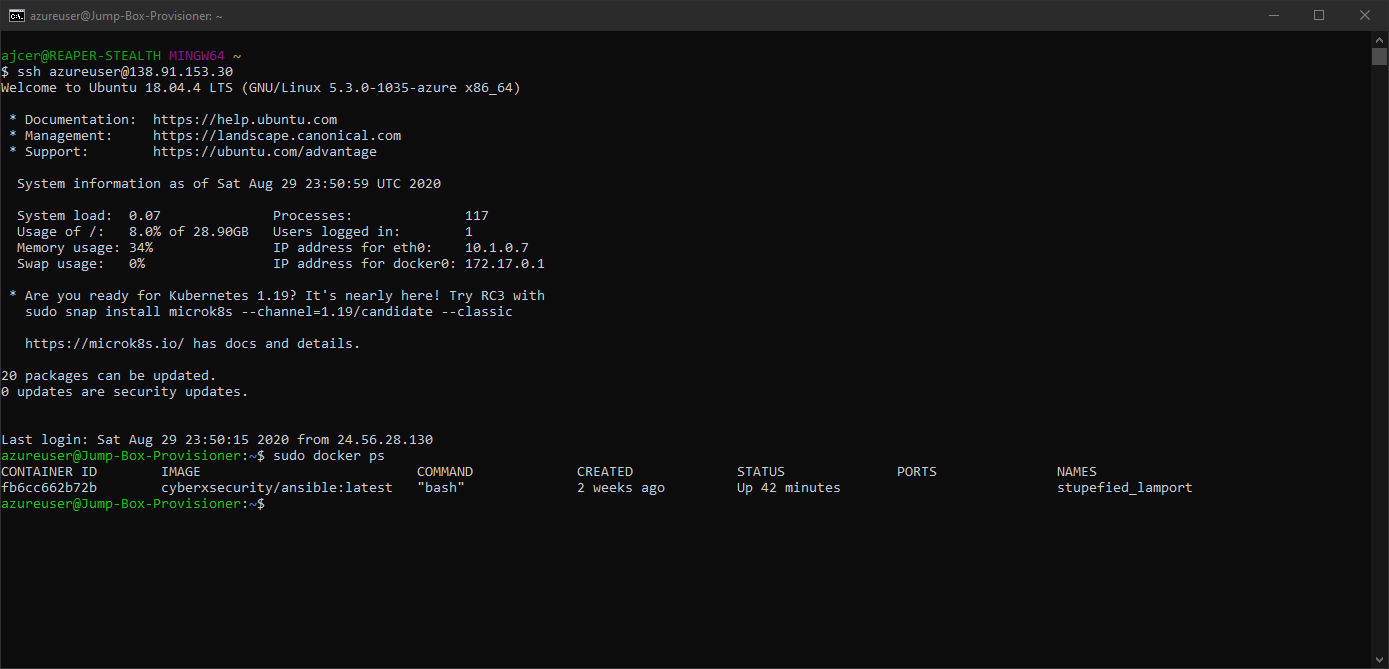 azureuser@Jump-Box-Provisioner: ~
ajcer@REAPER-STEALTH MINGW64 ~
$ ssh azureuser@138.91.153.30
Welcome to Ubuntu 18.04.4 LTS (GNU/Linux 5.3.0-1035-azure x86_64)

 * Documentation:  https://help.ubuntu.com
 * Management:     https://landscape.canonical.com
 * Support:        https://ubuntu.com/advantage

  System information as of Sat Aug 29 23:50:59 UTC 2020

  System load:  0.07              Processes:              117
  Usage of /:   8.0% of 28.90GB   Users logged in:        1
  Memory usage: 34%               IP address for eth0:    10.1.0.7
  Swap usage:   0%                IP address for docker0: 172.17.0.1

 * Are you ready for Kubernetes 1.19? It's nearly here! Try RC3 with
   sudo snap install microk8s --channel=1.19/candidate --classic

   https://microk8s.io/ has docs and details.

20 packages can be updated.
0 updates are security updates.

Last login: Sat Aug 29 23:50:15 2020 from 24.56.28.130
azureuser@Jump-Box-Provisioner:~$ sudo docker ps
CONTAINER ID        IMAGE                           COMMAND             CREATED             STATUS              PORTS               NAMES
fb6cc662b72b        cyberxsecurity/ansible:latest   "bash"              2 weeks ago         Up 42 minutes                           stupefied_lamport
azureuser@Jump-Box-Provisioner:~$